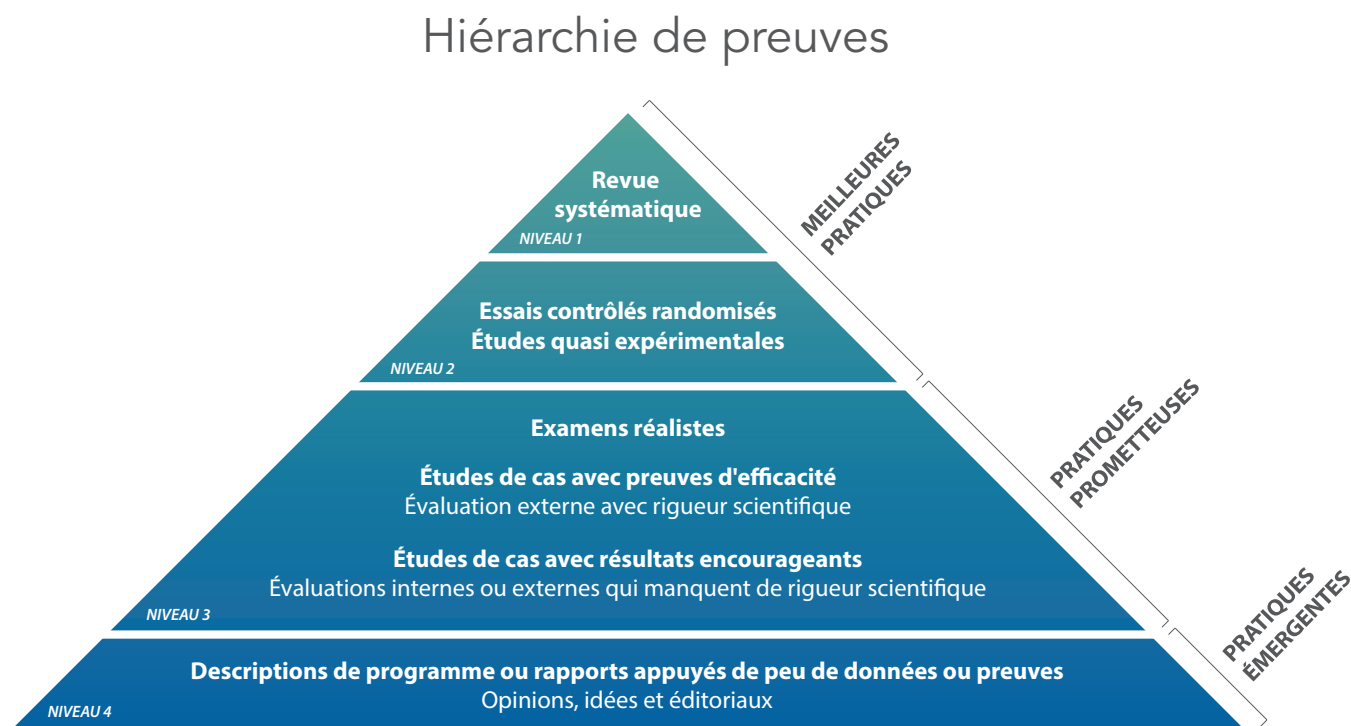 Hiérarchie de preuves
Revue
systématique
NIVEAU 1
MEILLEURES
PRATIQUES
Essais contrôlés randomisés
Études quasi expérimentales
NIVEAU 2
Examens réalistes
Études de cas avec preuves d'efficacité
Évaluation externe avec rigueur scientifique
Études de cas avec résultats encourageants
Évaluations internes ou externes qui manquent de rigueur scientifique
NIVEAU 3
PRATIQUES
PROMETTEUSES
Descriptions de programme ou rapports appuyés de peu de données ou preuves
Opinions, idées et éditoriaux
NIVEAU 4
PRATIQUES
ÉMERGENTES